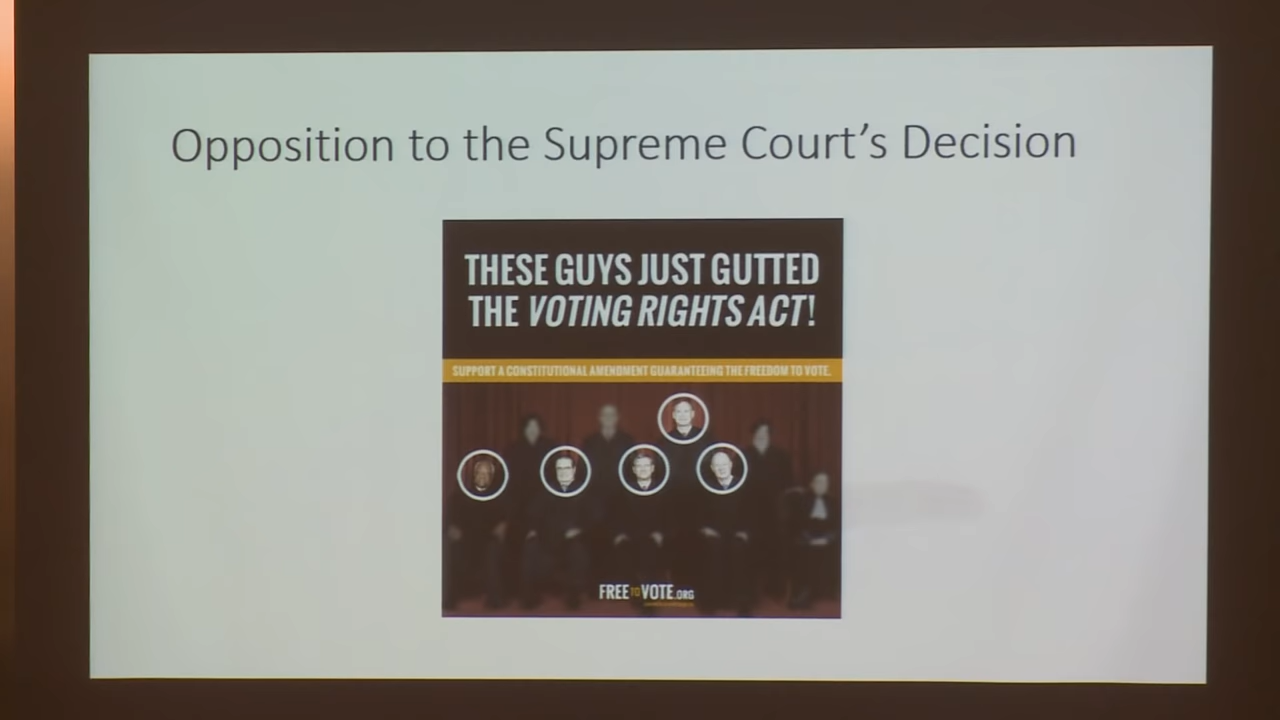 Opposition to the Supreme Court's Decision
THESE GUYS JUST GUTTED
THE VOTING RIGHTS ACT!
SUPPORT A CONSTITUTIONAL AMENDMENT GUARANTEEING THE FREEDOM TO VOTE.
FREE TO VOTE.ORG